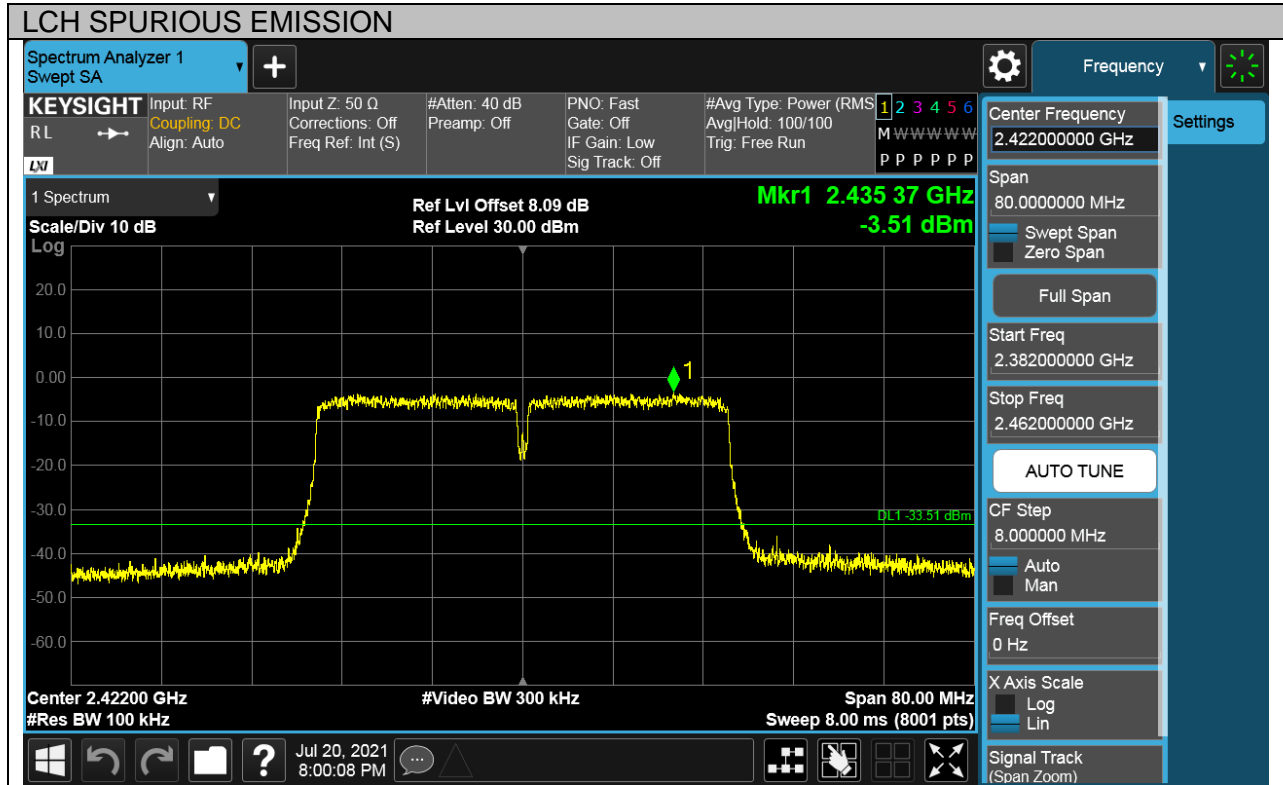 LCH SPURIOUS EMISSION
Spectrum Analyzer 1
Swept SA
Frequency
KEYSIGHT
R L
LXI
Input: RF
Coupling: DC
Align: Auto
Input Z: 50 Ω
Corrections: Off
Freq Ref: Int (S)
#Atten: 40 dB
Preamp: Off
PNO: Fast
Gate: Off
IF Gain: Low
Sig Track: Off
#Avg Type: Power (RMS
Avg|Hold: 100/100
Trig: Free Run
1 2 3 4 5 6
M W W W W W
P P P P P P
1 Spectrum
Scale/Div 10 dB
Ref Lvl Offset 8.09 dB
Ref Level 30.00 dBm
Mkr1 2.435 37 GHz
-3.51 dBm
Log
20.0
10.0
0.00
-10.0
-20.0
-30.0
-40.0
-50.0
-60.0
1
DL1 -33.51 dBm
Center 2.42200 GHz
#Res BW 100 kHz
#Video BW 300 kHz
Span 80.00 MHz
Sweep 8.00 ms (8001 pts)
Jul 20, 2021
8:00:08 PM
?
Center Frequency
2.422000000 GHz
Settings
Span
80.0000000 MHz
Swept Span
Zero Span
Full Span
Start Freq
2.382000000 GHz
Stop Freq
2.462000000 GHz
AUTO TUNE
CF Step
8.000000 MHz
Auto
Man
Freq Offset
0 Hz
X Axis Scale
Log
Lin
Signal Track
(Span Zoom)